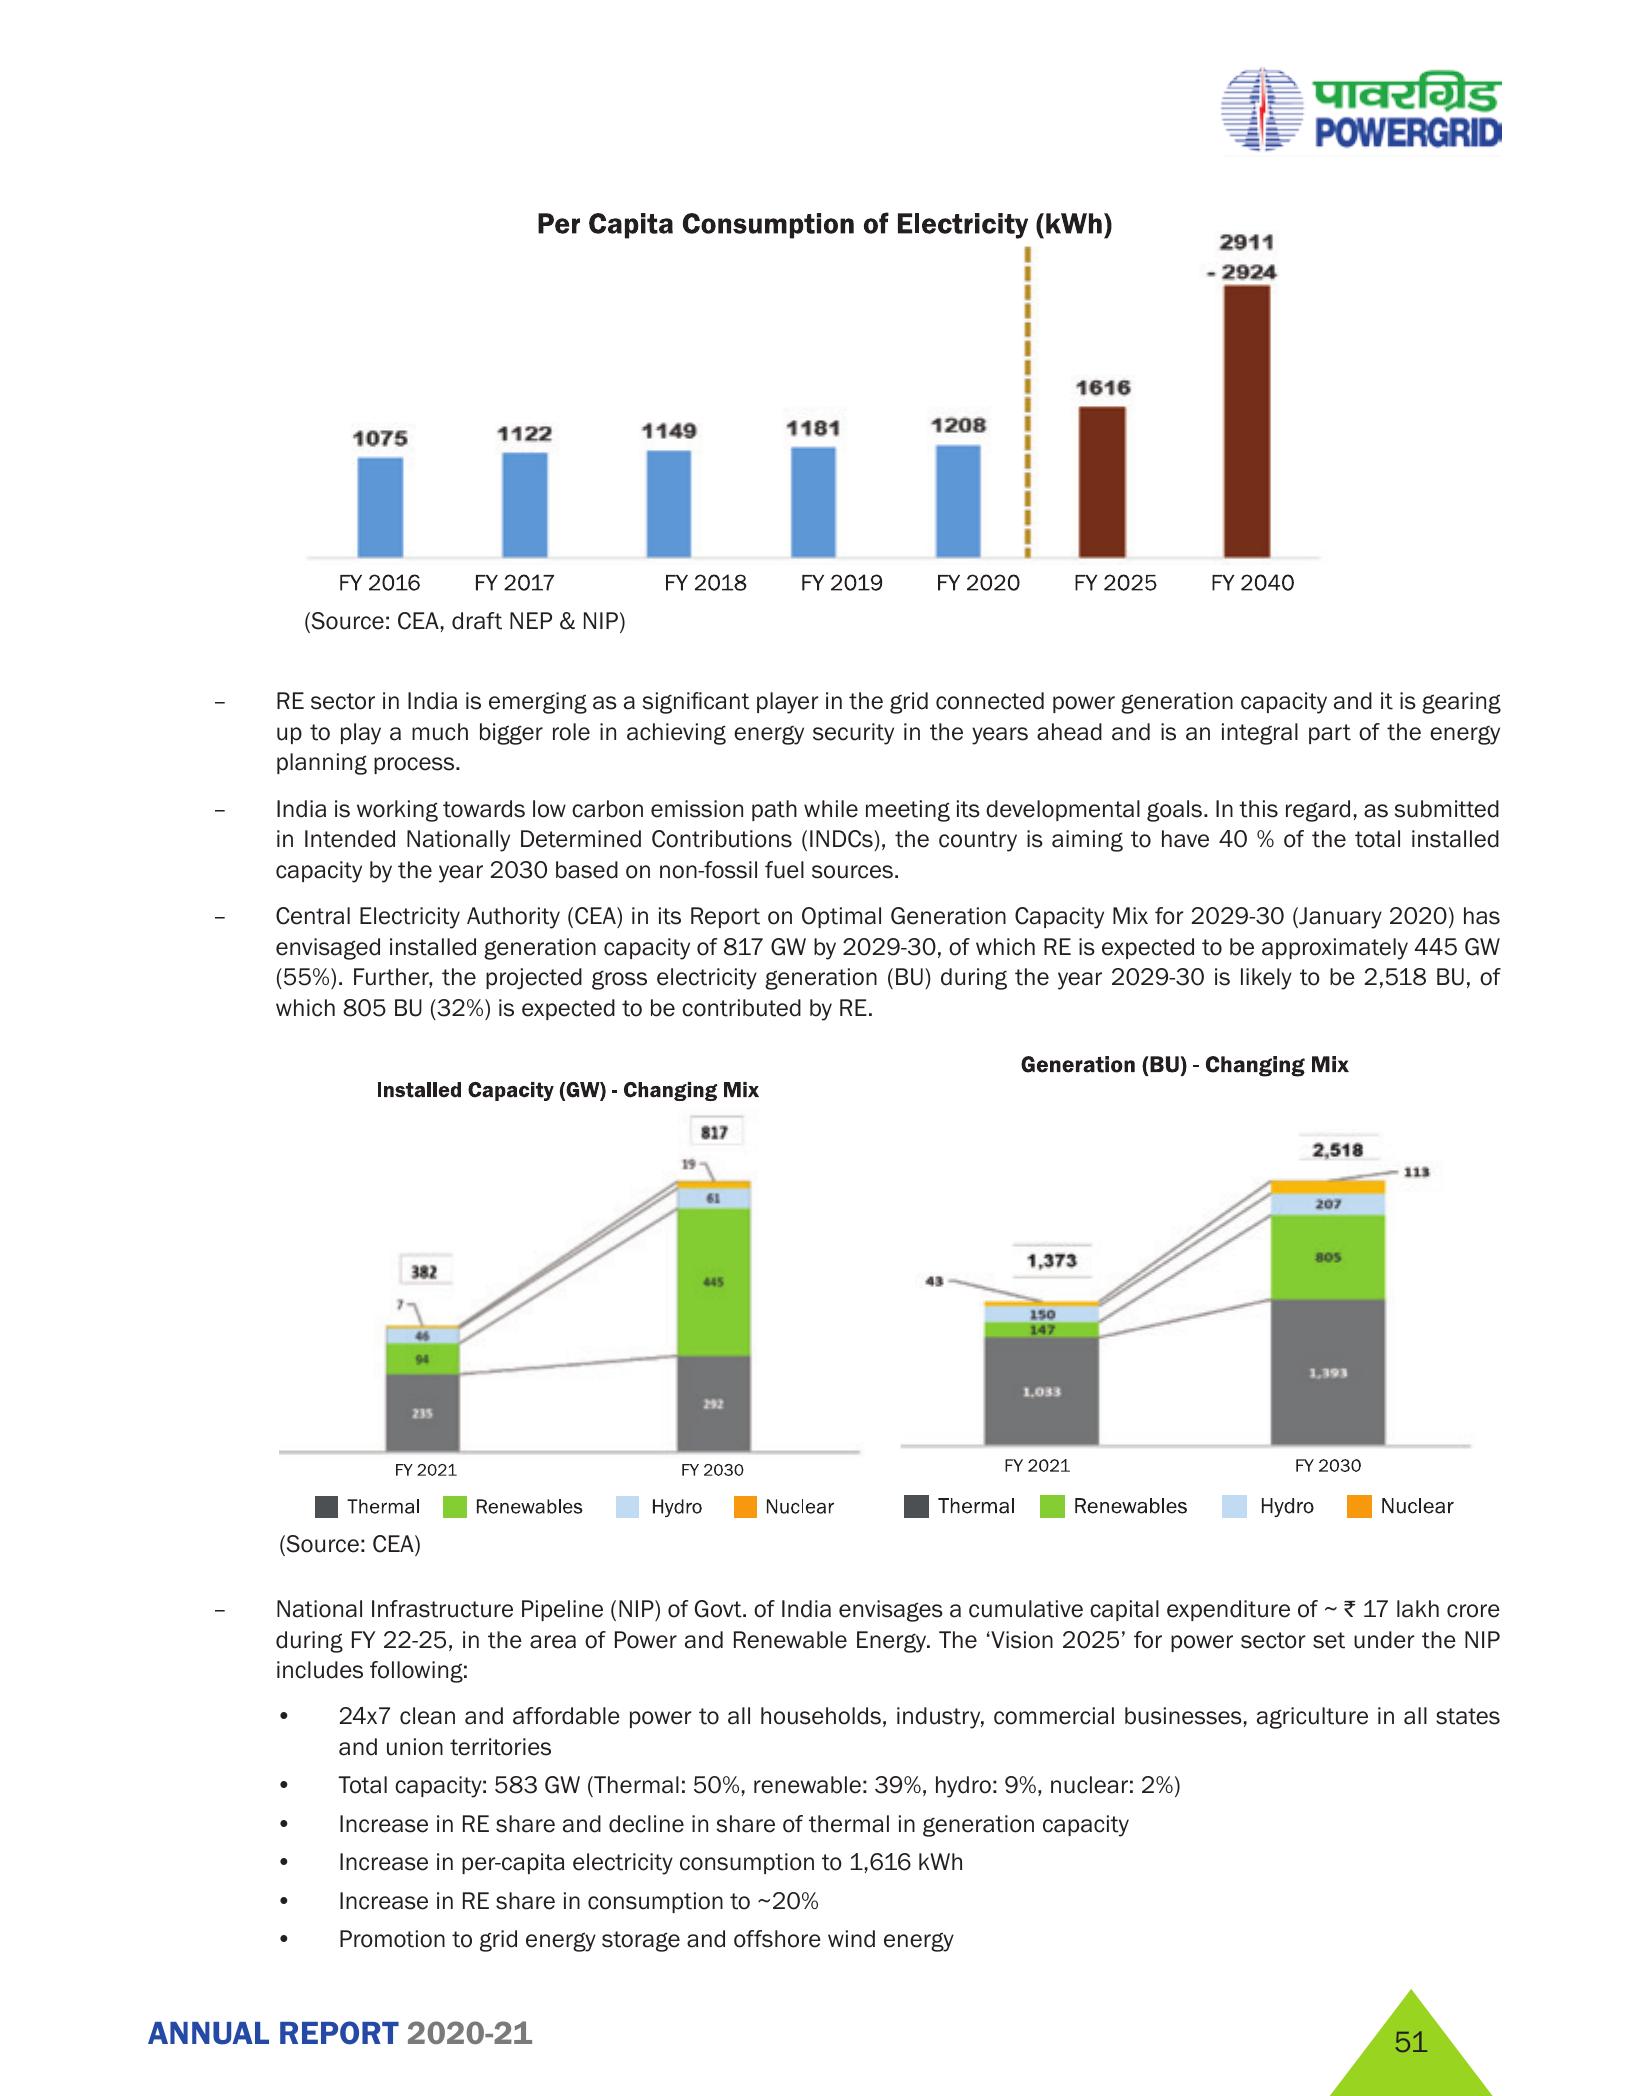 पावरग्रिड
POWERGRID
Per Capita Consumption of Electricity (kWh)
2911
- 2924
1616
1075 1122 1149 1181 1208
FY 2016 FY 2017 FY 2018 FY 2019 FY 2020 FY 2025 FY 2040
(Source: CEA, draft NEP & NIP)
– RE sector in India is emerging as a significant player in the grid connected power generation capacity and it is gearing
up to play a much bigger role in achieving energy security in the years ahead and is an integral part of the energy
planning process.
– India is working towards low carbon emission path while meeting its developmental goals. In this regard, as submitted
in Intended Nationally Determined Contributions (INDCs), the country is aiming to have 40 % of the total installed
capacity by the year 2030 based on non-fossil fuel sources.
– Central Electricity Authority (CEA) in its Report on Optimal Generation Capacity Mix for 2029-30 (January 2020) has
envisaged installed generation capacity of 817 GW by 2029-30, of which RE is expected to be approximately 445 GW
(55%). Further, the projected gross electricity generation (BU) during the year 2029-30 is likely to be 2,518 BU, of
which 805 BU (32%) is expected to be contributed by RE.
Installed Capacity (GW) - Changing Mix
817
19
61
382
445
7
46
94
235
292
FY 2021 FY 2030
Thermal Renewables Hydro Nuclear
(Source: CEA)
Generation (BU) - Changing Mix
2,518
113
207
1,373
805
43
150
147
1,033
1,393
FY 2021 FY 2030
Thermal Renewables Hydro Nuclear
– National Infrastructure Pipeline (NIP) of Govt. of India envisages a cumulative capital expenditure of ~ ₹ 17 lakh crore
during FY 22-25, in the area of Power and Renewable Energy. The ‘Vision 2025’ for power sector set under the NIP
includes following:
• 24x7 clean and affordable power to all households, industry, commercial businesses, agriculture in all states
and union territories
• Total capacity: 583 GW (Thermal: 50%, renewable: 39%, hydro: 9%, nuclear: 2%)
• Increase in RE share and decline in share of thermal in generation capacity
• Increase in per-capita electricity consumption to 1,616 kWh
• Increase in RE share in consumption to ~20%
• Promotion to grid energy storage and offshore wind energy
ANNUAL REPORT 2020-21
51